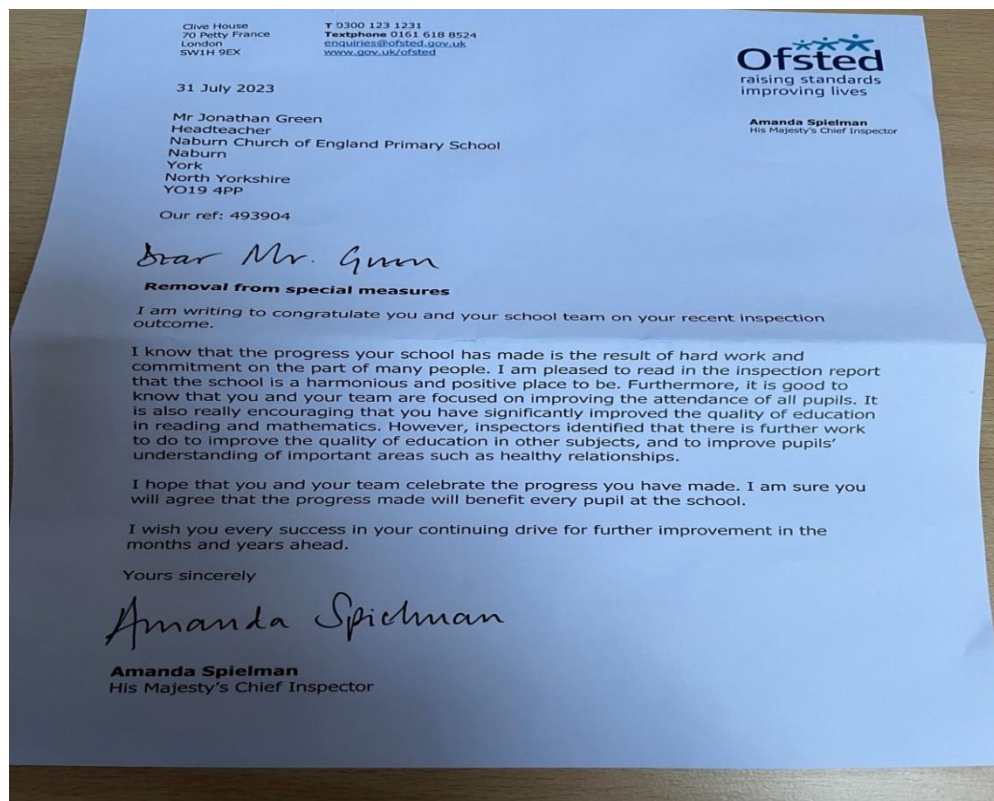 Clive House
70 Petty France
London
SW1H 9EX
T 0300 123 1231
Textphone 0161 618 8524
enquiries@ofsted.gov.uk
www.gov.uk/ofsted
Ofsted
raising standards
improving lives
31 July 2023
Amanda Spielman
His Majesty's Chief Inspector
Mr Jonathan Green
Headteacher
Naburn Church of England Primary School
Naburn
York
North Yorkshire
YO19 4PP
Our ref: 493904
Dear Mr. Green
Removal from special measures
I am writing to congratulate you and your school team on your recent inspection
outcome.
I know that the progress your school has made is the result of hard work and
commitment on the part of many people. I am pleased to read in the inspection report
that the school is a harmonious and positive place to be. Furthermore, it is good to
know that you and your team are focused on improving the attendance of all pupils. It
is also really encouraging that you have significantly improved the quality of education
in reading and mathematics. However, inspectors identified that there is further work
to do to improve the quality of education in other subjects, and to improve pupils'
understanding of important areas such as healthy relationships.
I hope that you and your team celebrate the progress you have made. I am sure you
will agree that the progress made will benefit every pupil at the school.
I wish you every success in your continuing drive for further improvement in the
months and years ahead.
Yours sincerely
Amanda Spielman
Amanda Spielman
His Majesty's Chief Inspector